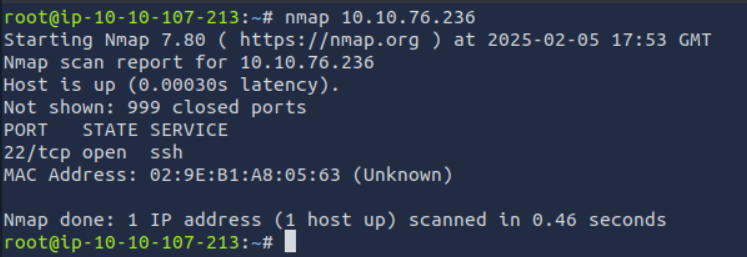 root@ip-10-10-107-213:~# nmap 10.10.76.236
Starting Nmap 7.80 ( https://nmap.org ) at 2025-02-05 17:53 GMT
Nmap scan report for 10.10.76.236
Host is up (0.00030s latency).
Not shown: 999 closed ports
PORT   STATE SERVICE
22/tcp open  ssh
MAC Address: 02:9E:B1:A8:05:63 (Unknown)

Nmap done: 1 IP address (1 host up) scanned in 0.46 seconds
root@ip-10-10-107-213:~#